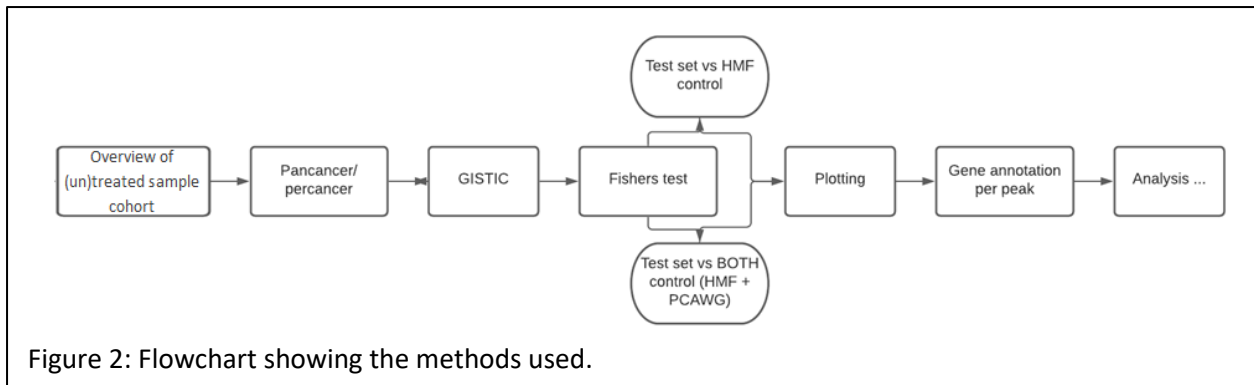 Test set vs HMF
control
Overview of
(un)treated sample
cohort
Pancancer/
percancer
GISTIC
Fishers test
Plotting
Gene annotation
per peak
Analysis ...
Test set vs BOTH
control (HMF +
PCAWG)
Figure 2: Flowchart showing the methods used.